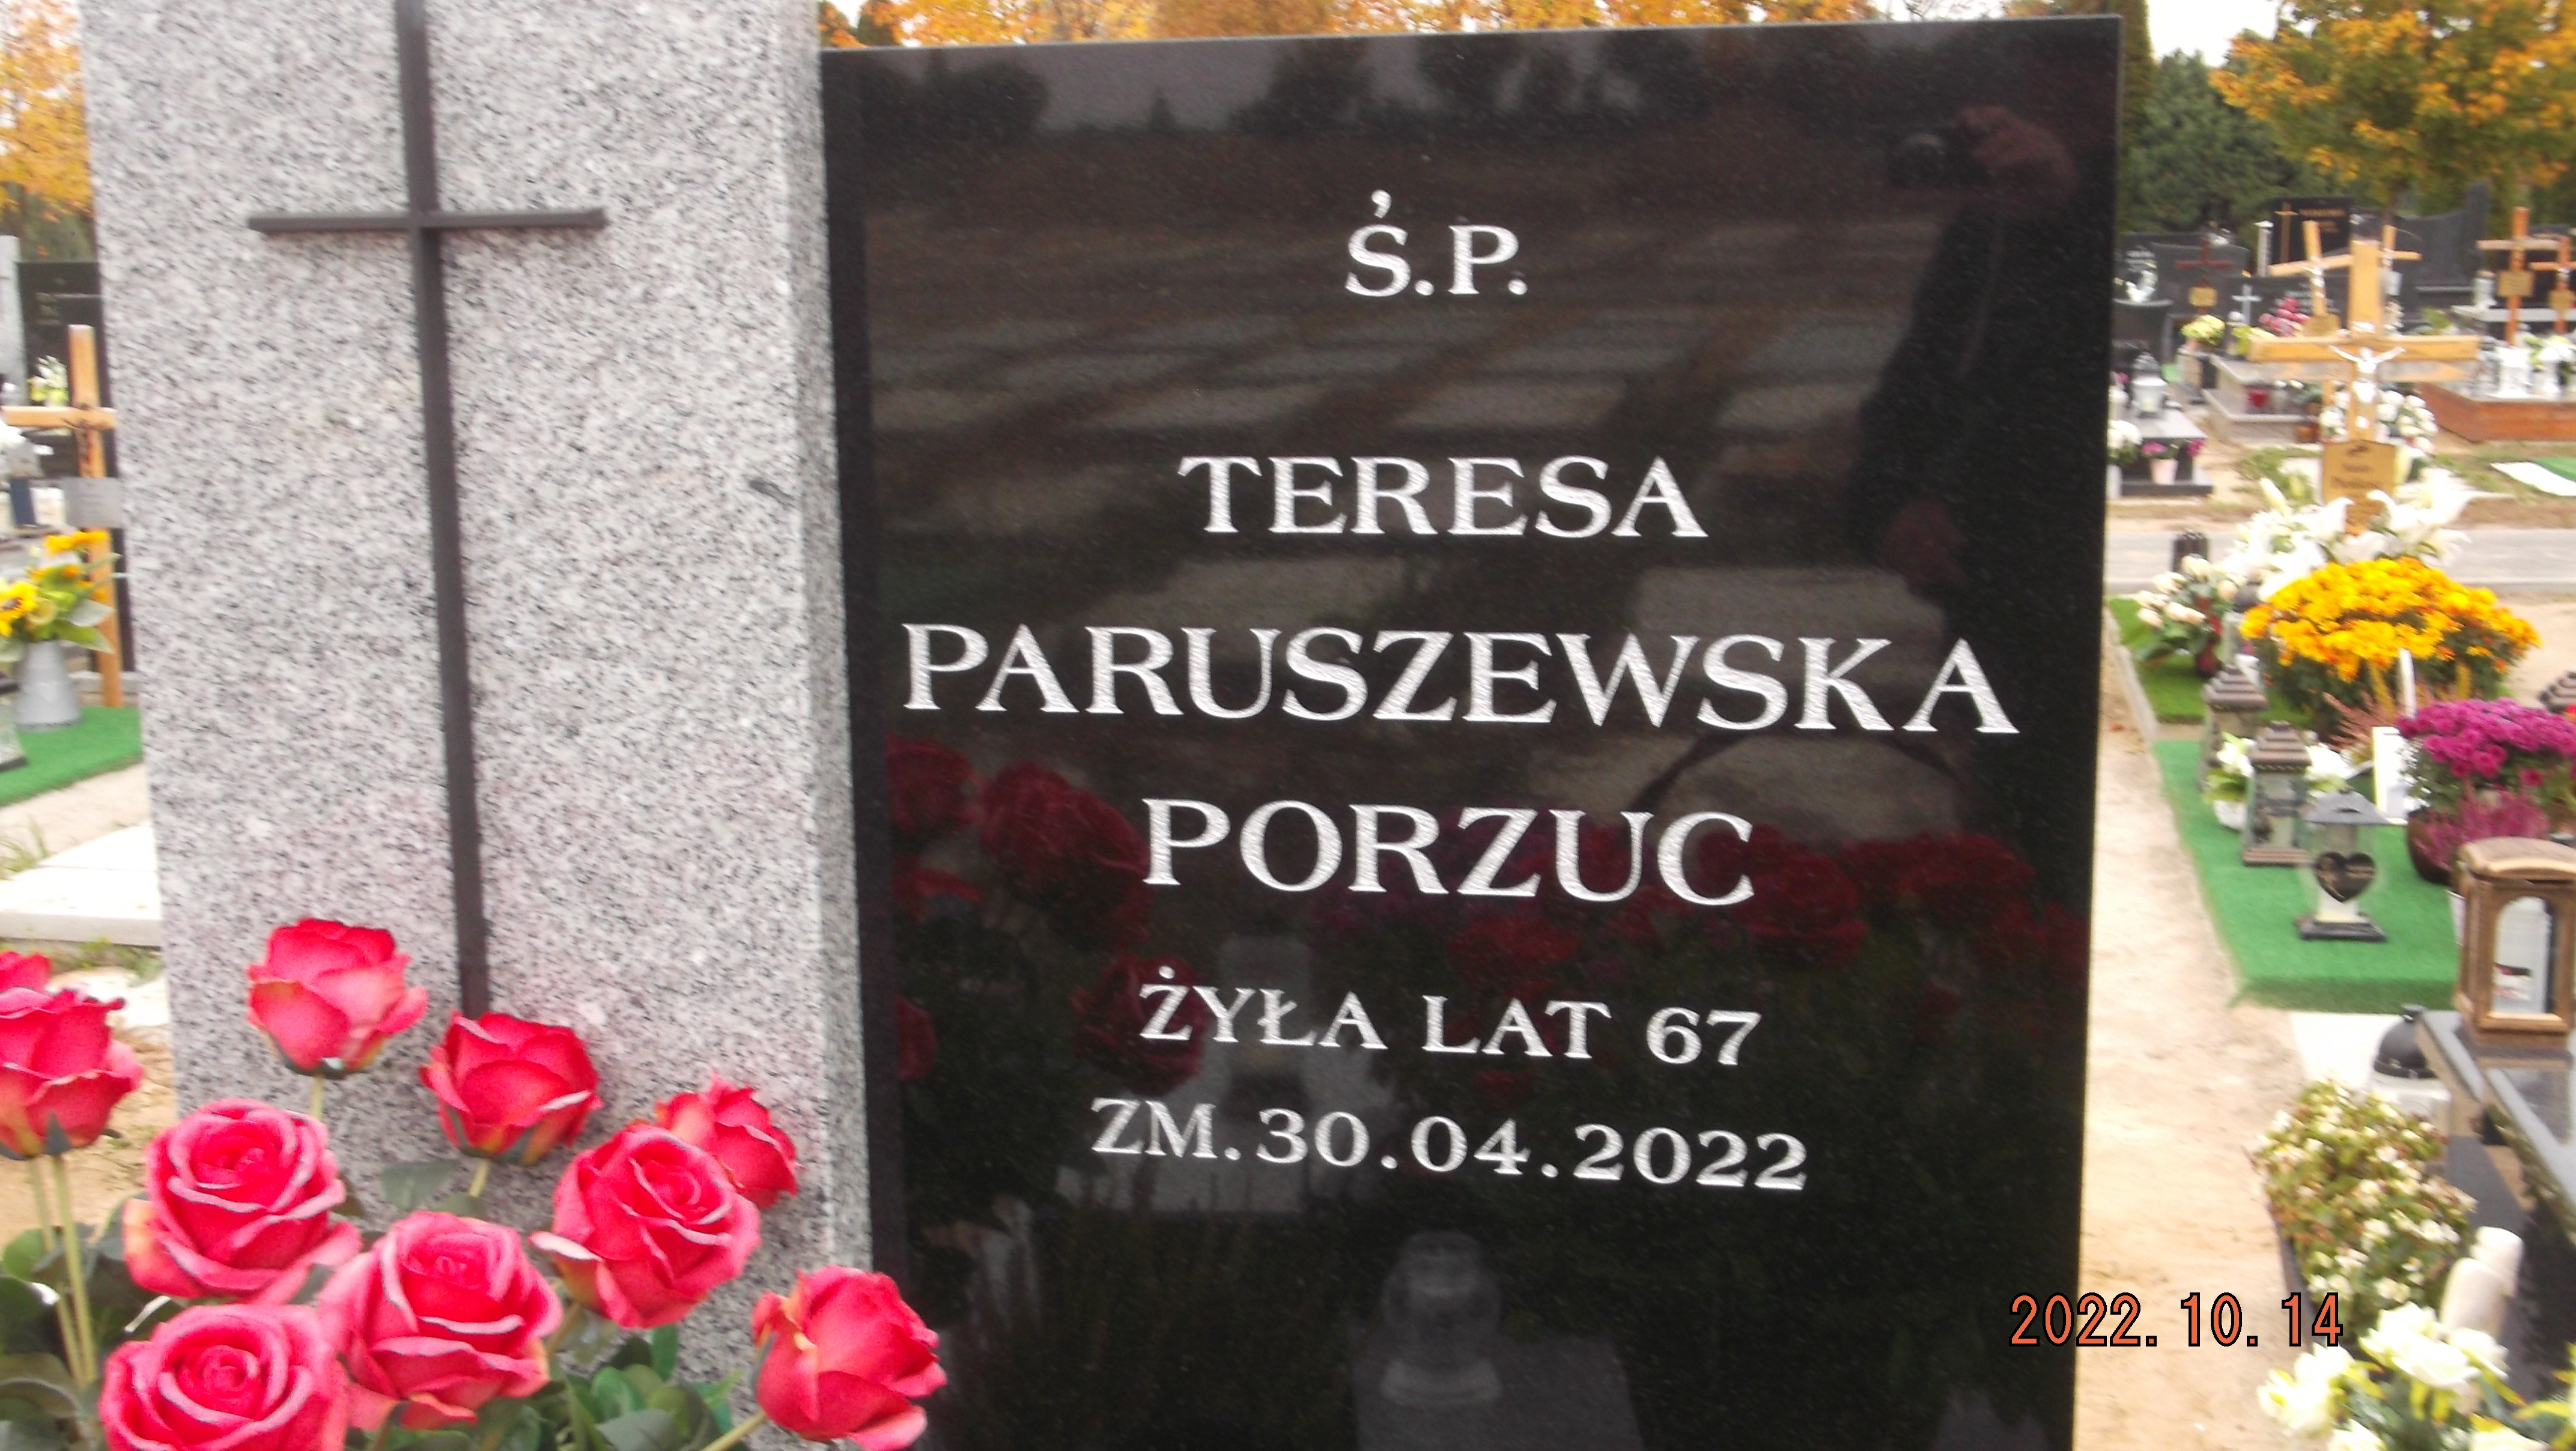 Ś.P.
TERESA
PARUSZEWSKA
PORZUC
ŻYŁA LAT 67
ZM.30.04.2022
2022.10.14